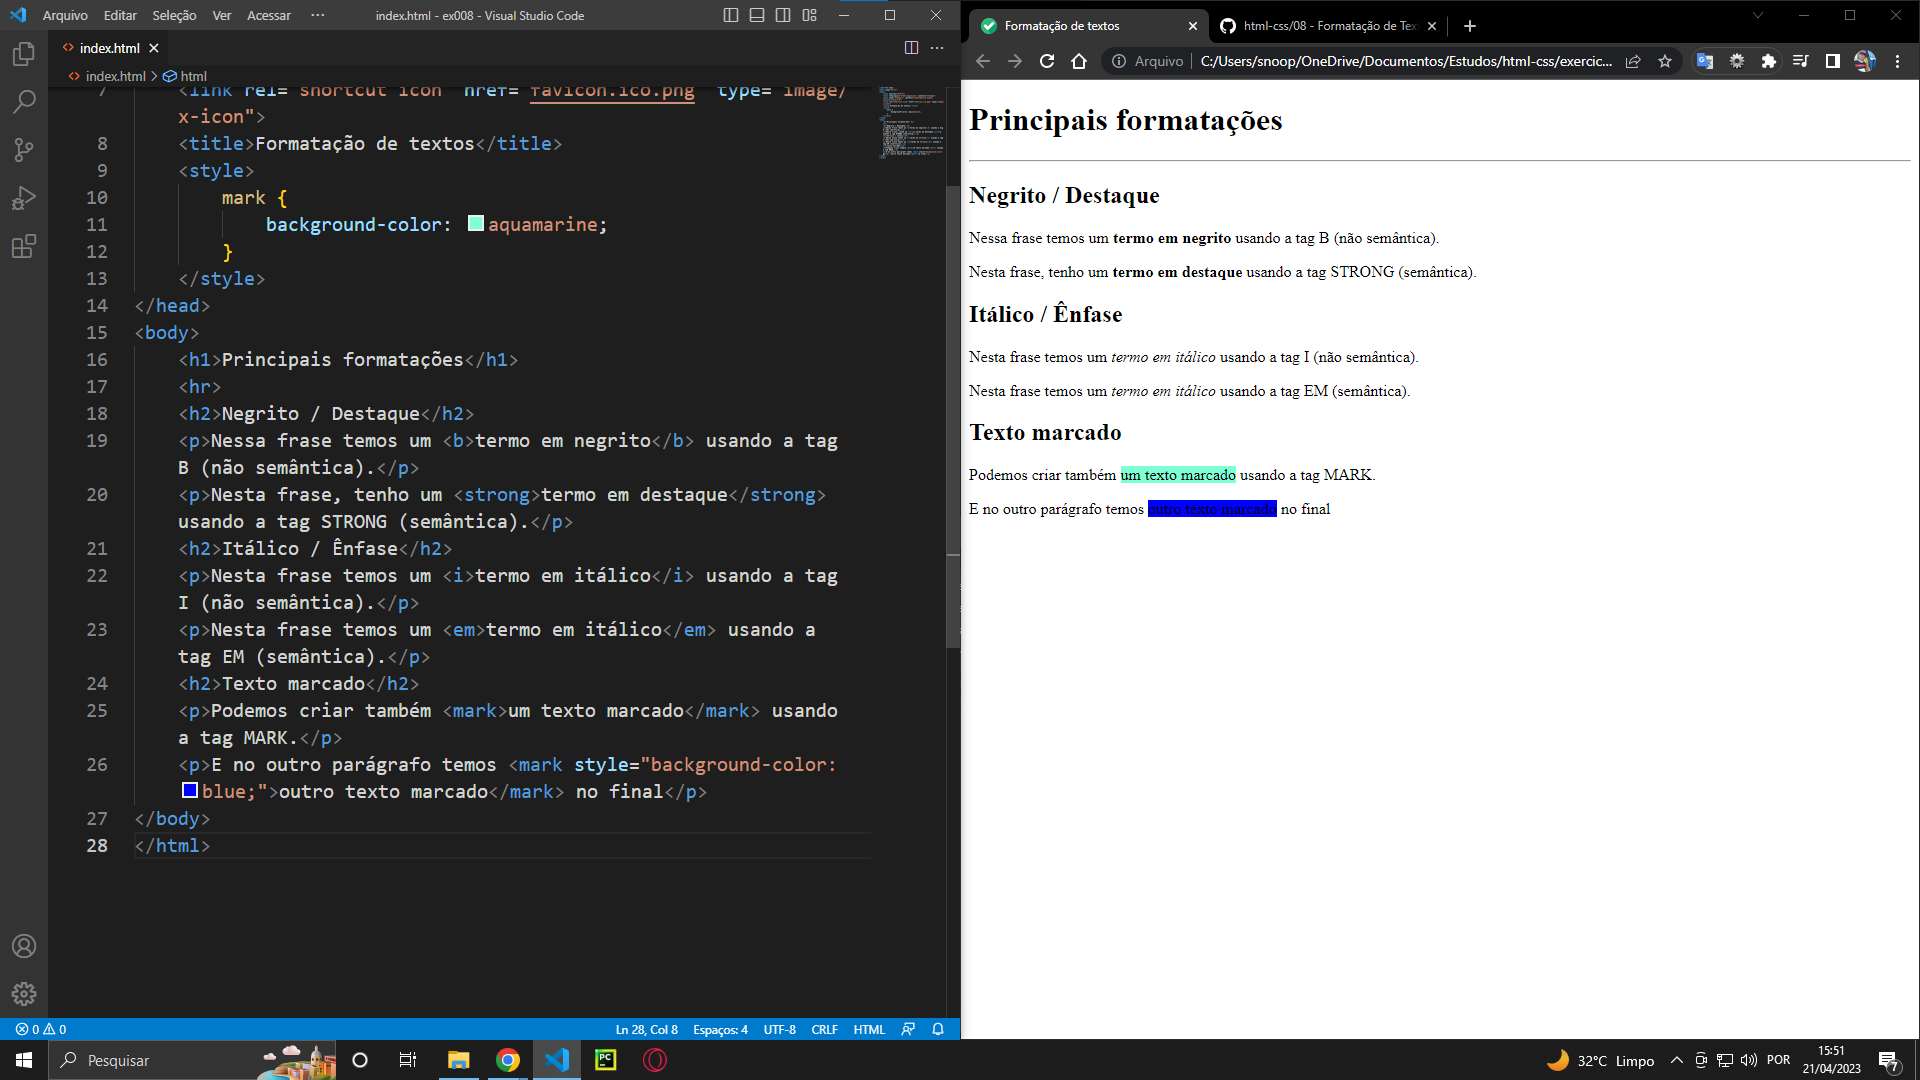 Arquivo Editar Seleção Ver Acessar ··· index.html - ex008 - Visual Studio Code
index.html
index.html > html
7 <link rel="shortcut icon" href="favicon.ico.png" type="image/
x-icon">
8 <title>Formatação de textos</title>
9 <style>
10 mark {
11 background-color: aquamarine;
12 }
13 </style>
14 </head>
15 <body>
16 <h1>Principais formatações</h1>
17 <hr>
18 <h2>Negrito / Destaque</h2>
19 <p>Nessa frase temos um <b>termo em negrito</b> usando a tag
B (não semântica).</p>
20 <p>Nesta frase, tenho um <strong>termo em destaque</strong>
usando a tag STRONG (semântica).</p>
21 <h2>Itálico / Ênfase</h2>
22 <p>Nesta frase temos um <i>termo em itálico</i> usando a tag
I (não semântica).</p>
23 <p>Nesta frase temos um <em>termo em itálico</em> usando a
tag EM (semântica).</p>
24 <h2>Texto marcado</h2>
25 <p>Podemos criar também <mark>um texto marcado</mark> usando
a tag MARK.</p>
26 <p>E no outro parágrafo temos <mark style="background-color:
blue;">outro texto marcado</mark> no final</p>
27 </body>
28 </html>
0 0 Ln 28, Col 8 Espaços: 4 UTF-8 CRLF HTML
Formatação de textos
html-css/08 - Formatação de Tex
Arquivo | C:/Users/snoop/OneDrive/Documentos/Estudos/html-css/exercic...
Principais formatações
Negrito / Destaque
Nessa frase temos um termo em negrito usando a tag B (não semântica).
Nesta frase, tenho um termo em destaque usando a tag STRONG (semântica).
Itálico / Ênfase
Nesta frase temos um termo em itálico usando a tag I (não semântica).
Nesta frase temos um termo em itálico usando a tag EM (semântica).
Texto marcado
Podemos criar também um texto marcado usando a tag MARK.
E no outro parágrafo temos outro texto marcado no final
Pesquisar
PC
32°C Limpo
POR
15:51
21/04/2023
7